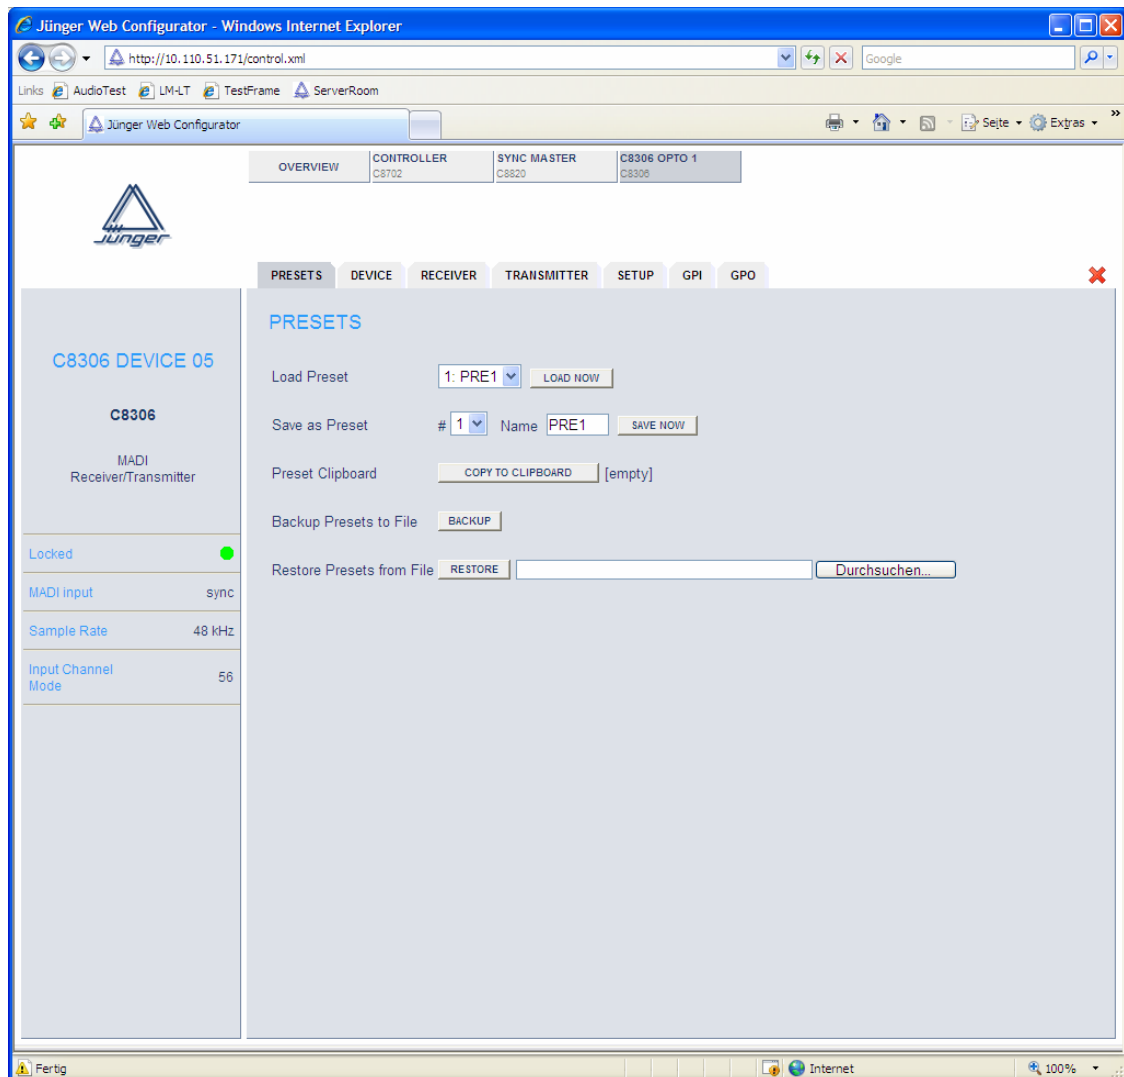 Jünger Web Configurator - Windows Internet Explorer
http://10.110.51.171/control.xml
Google
Links AudioTest LM-LT TestFrame ServerRoom
Jünger Web Configurator
Seite Extras »
OVERVIEW
CONTROLLER
C8702
SYNC MASTER
C8820
C8306 OPTO 1
C8306
Jünger
PRESETS DEVICE RECEIVER TRANSMITTER SETUP GPI GPO
C8306 DEVICE 05
C8306
MADI
Receiver/Transmitter
Locked
MADI input sync
Sample Rate 48 kHz
Input Channel
Mode 56
PRESETS
Load Preset 1: PRE1 LOAD NOW
Save as Preset # 1 Name PRE1 SAVE NOW
Preset Clipboard COPY TO CLIPBOARD [empty]
Backup Presets to File BACKUP
Restore Presets from File RESTORE Durchsuchen...
Fertig Internet 100%